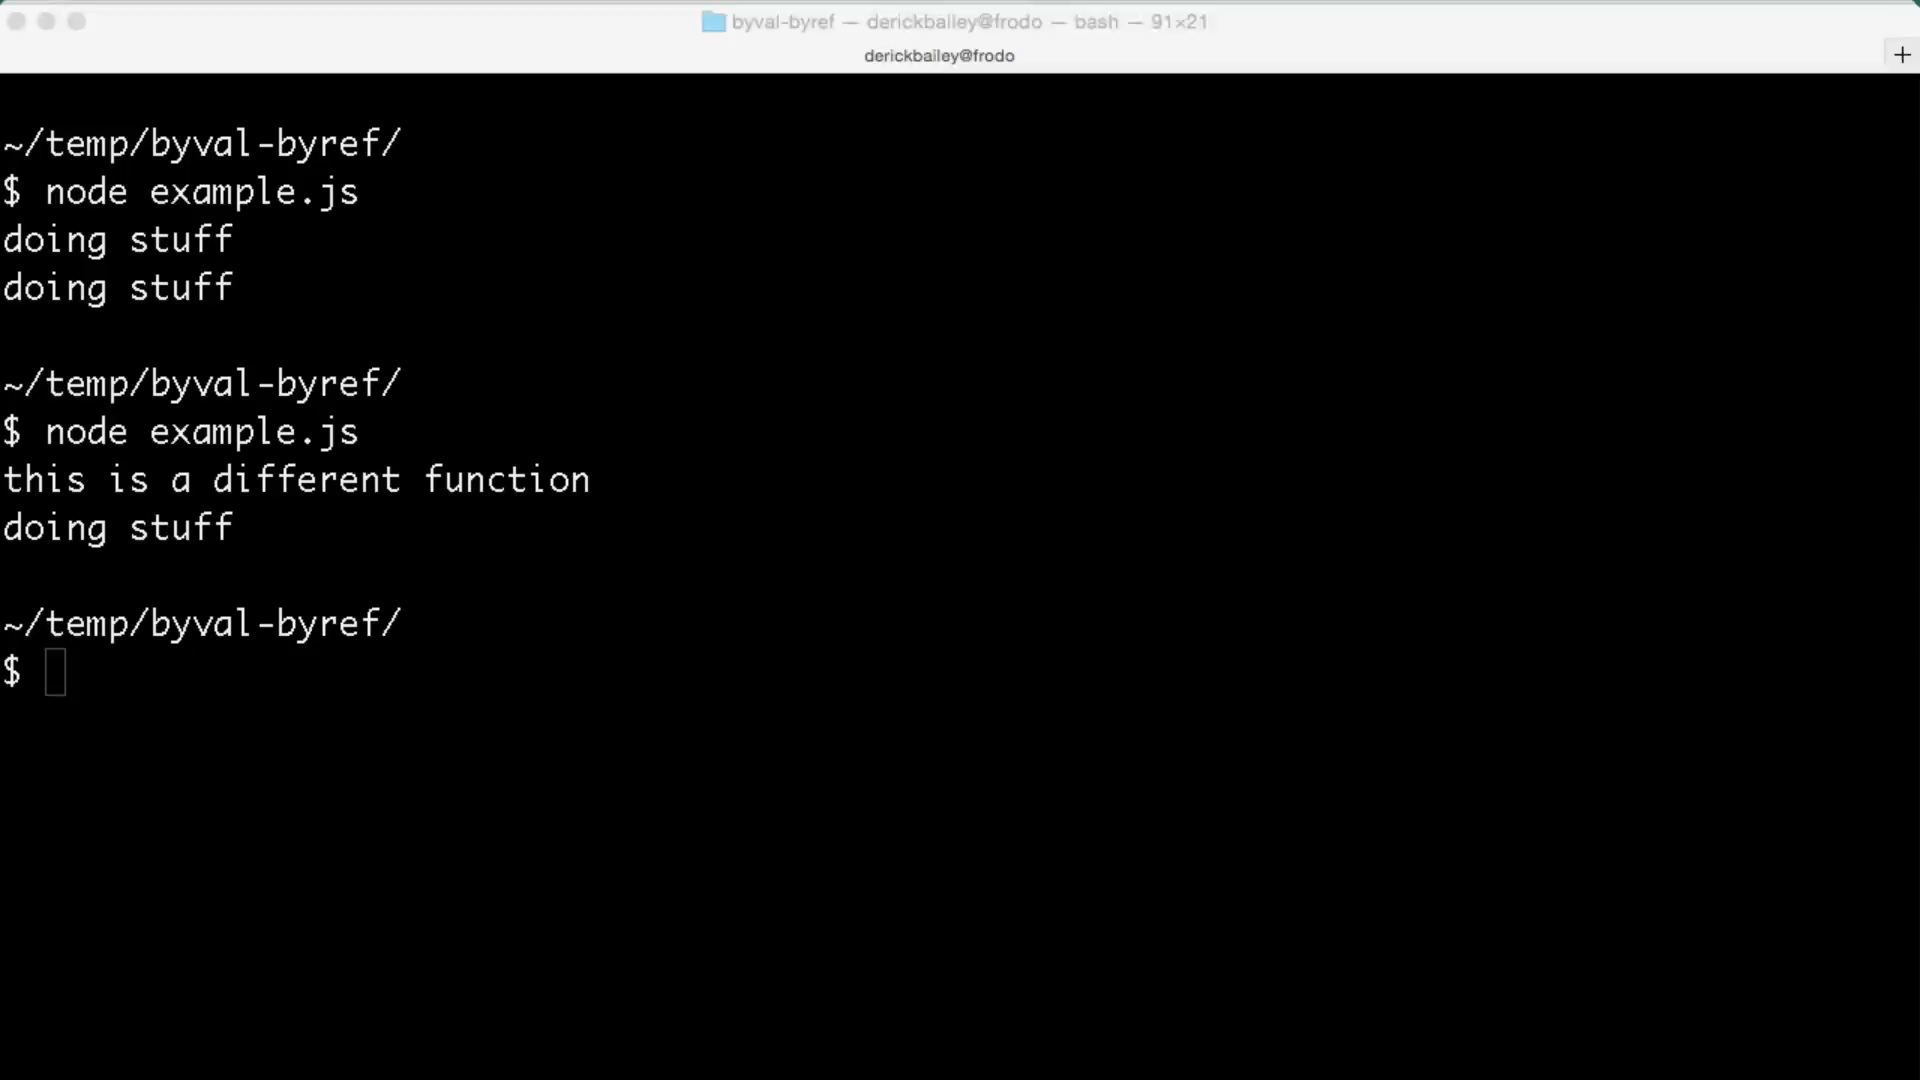 byval-byref — derickbailey@frodo — bash — 91×21
derickbailey@frodo
+
~/temp/byval-byref/
$ node example.js
doing stuff
doing stuff
~/temp/byval-byref/
$ node example.js
this is a different function
doing stuff
~/temp/byval-byref/
$